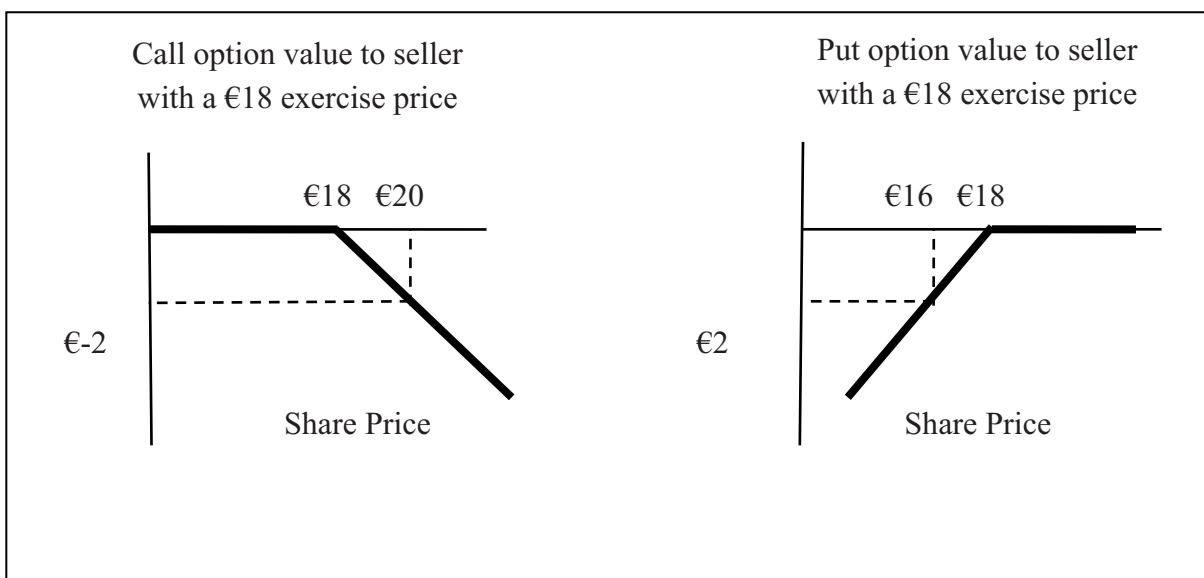 Call option value to seller
with a €18 exercise price
€18 €20
€-2
Share Price
Put option value to seller
with a €18 exercise price
€16 €18
€2
Share Price